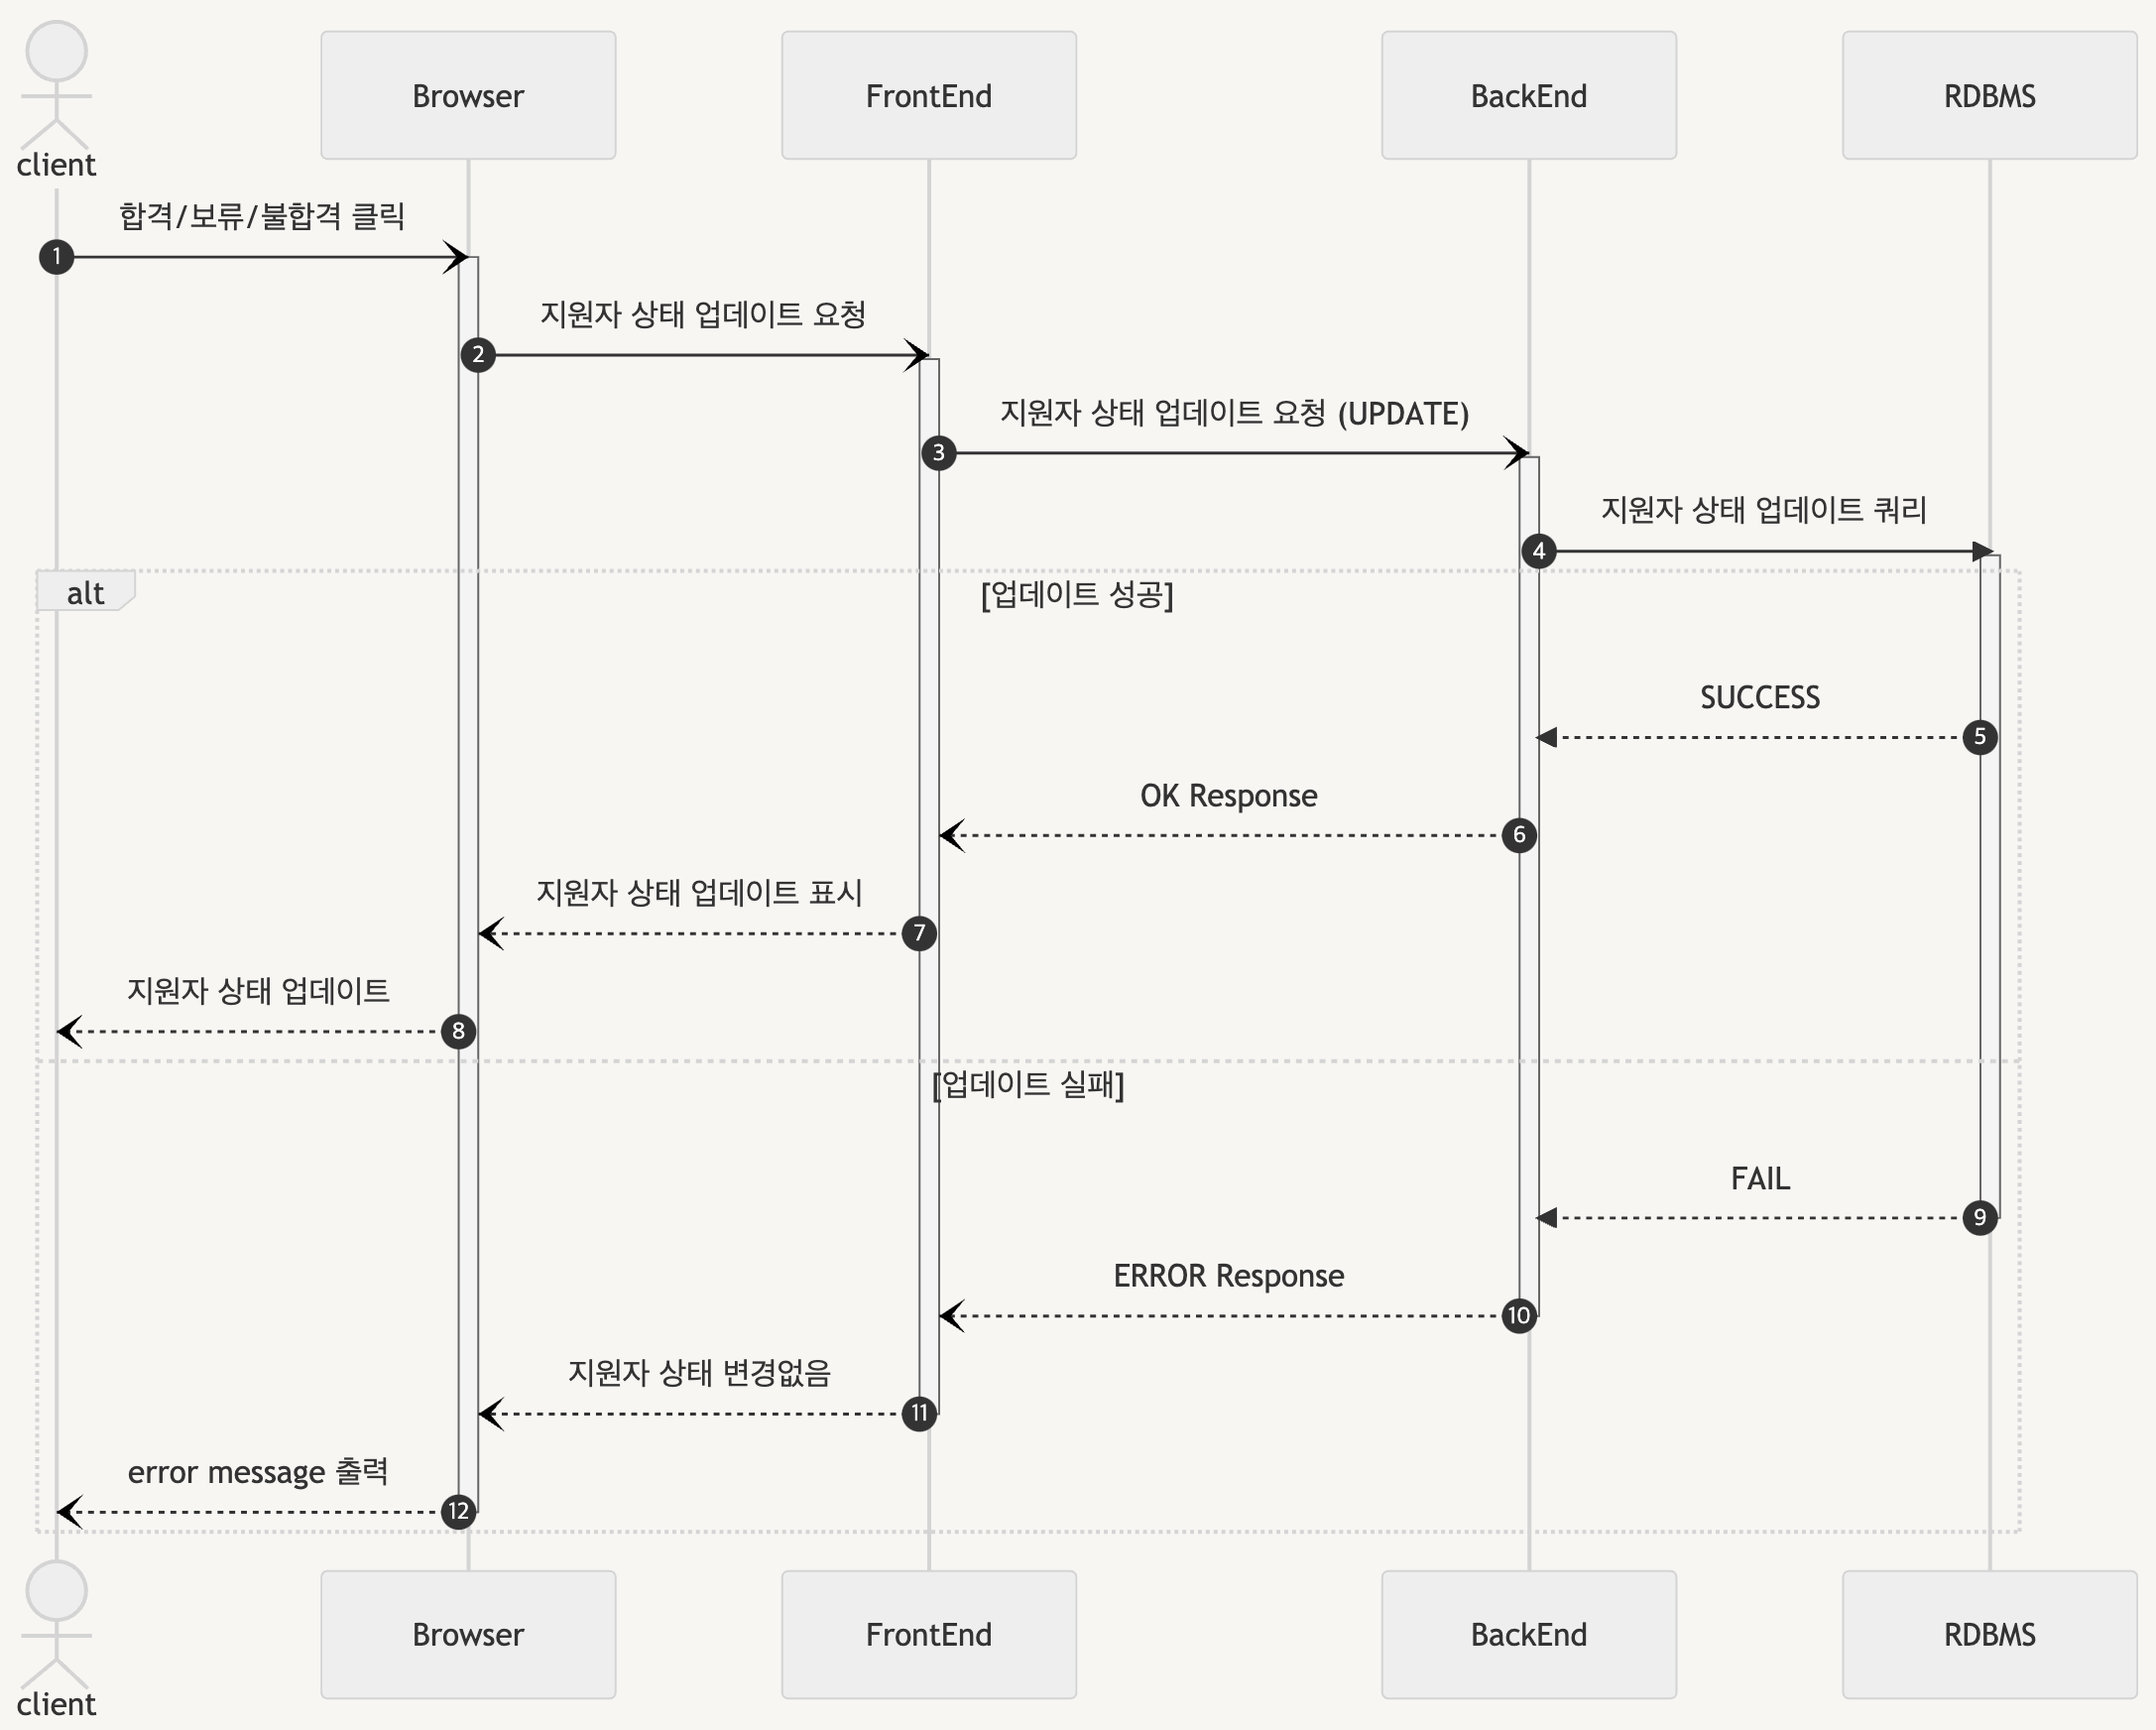 client
Browser
FrontEnd
BackEnd
RDBMS
합격/보류/불합격 클릭
1
지원자 상태 업데이트 요청
2
지원자 상태 업데이트 요청 (UPDATE)
3
지원자 상태 업데이트 쿼리
4
alt
[업데이트 성공]
SUCCESS
5
OK Response
6
지원자 상태 업데이트 표시
7
지원자 상태 업데이트
8
[업데이트 실패]
FAIL
9
ERROR Response
10
지원자 상태 변경없음
11
error message 출력
12
client
Browser
FrontEnd
BackEnd
RDBMS